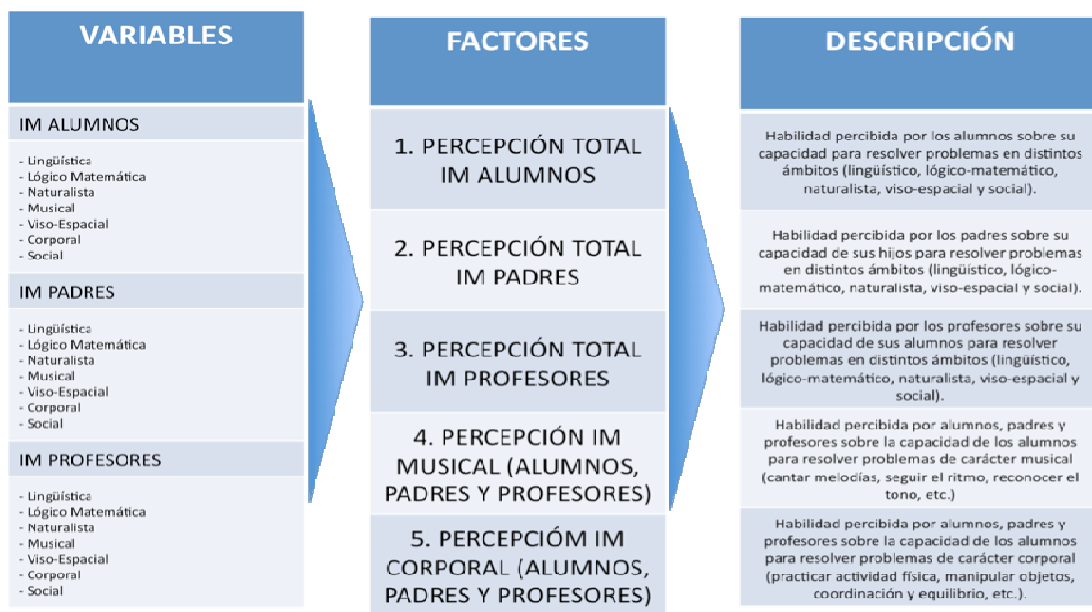 VARIABLES
IM ALUMNOS
- Lingüística
- Lógico Matemática
- Naturalista
- Musical
- Viso-Espacial
- Corporal
- Social
IM PADRES
- Lingüística
- Lógico Matemática
- Naturalista
- Musical
- Viso-Espacial
- Corporal
- Social
IM PROFESORES
- Lingüística
- Lógico Matemática
- Naturalista
- Musical
- Viso-Espacial
- Corporal
- Social
FACTORES
1. PERCEPCIÓN TOTAL
IM ALUMNOS
2. PERCEPCIÓN TOTAL
IM PADRES
3. PERCEPCIÓN TOTAL
IM PROFESORES
4. PERCEPCIÓN IM
MUSICAL (ALUMNOS,
PADRES Y PROFESORES)
5. PERCEPCIÓM IM
CORPORAL (ALUMNOS,
PADRES Y PROFESORES)
DESCRIPCIÓN
Habilidad percibida por los alumnos sobre su
capacidad para resolver problemas en distintos
ámbitos (lingüístico, lógico-matemático,
naturalista, viso-espacial y social).
Habilidad percibida por los padres sobre su
capacidad de sus hijos para resolver problemas
en distintos ámbitos (lingüístico, lógico-
matemático, naturalista, viso-espacial y social).
Habilidad percibida por los profesores sobre su
capacidad de sus alumnos para resolver
problemas en distintos ámbitos (lingüístico,
lógico-matemático, naturalista, viso-espacial y
social).
Habilidad percibida por alumnos, padres y
profesores sobre la capacidad de los alumnos
para resolver problemas de carácter musical
(cantar melodías, seguir el ritmo, reconocer el
tono, etc.)
Habilidad percibida por alumnos, padres y
profesores sobre la capacidad de los alumnos
para resolver problemas de carácter corporal
(practicar actividad física, manipular objetos,
coordinación y equilibrio, etc.).